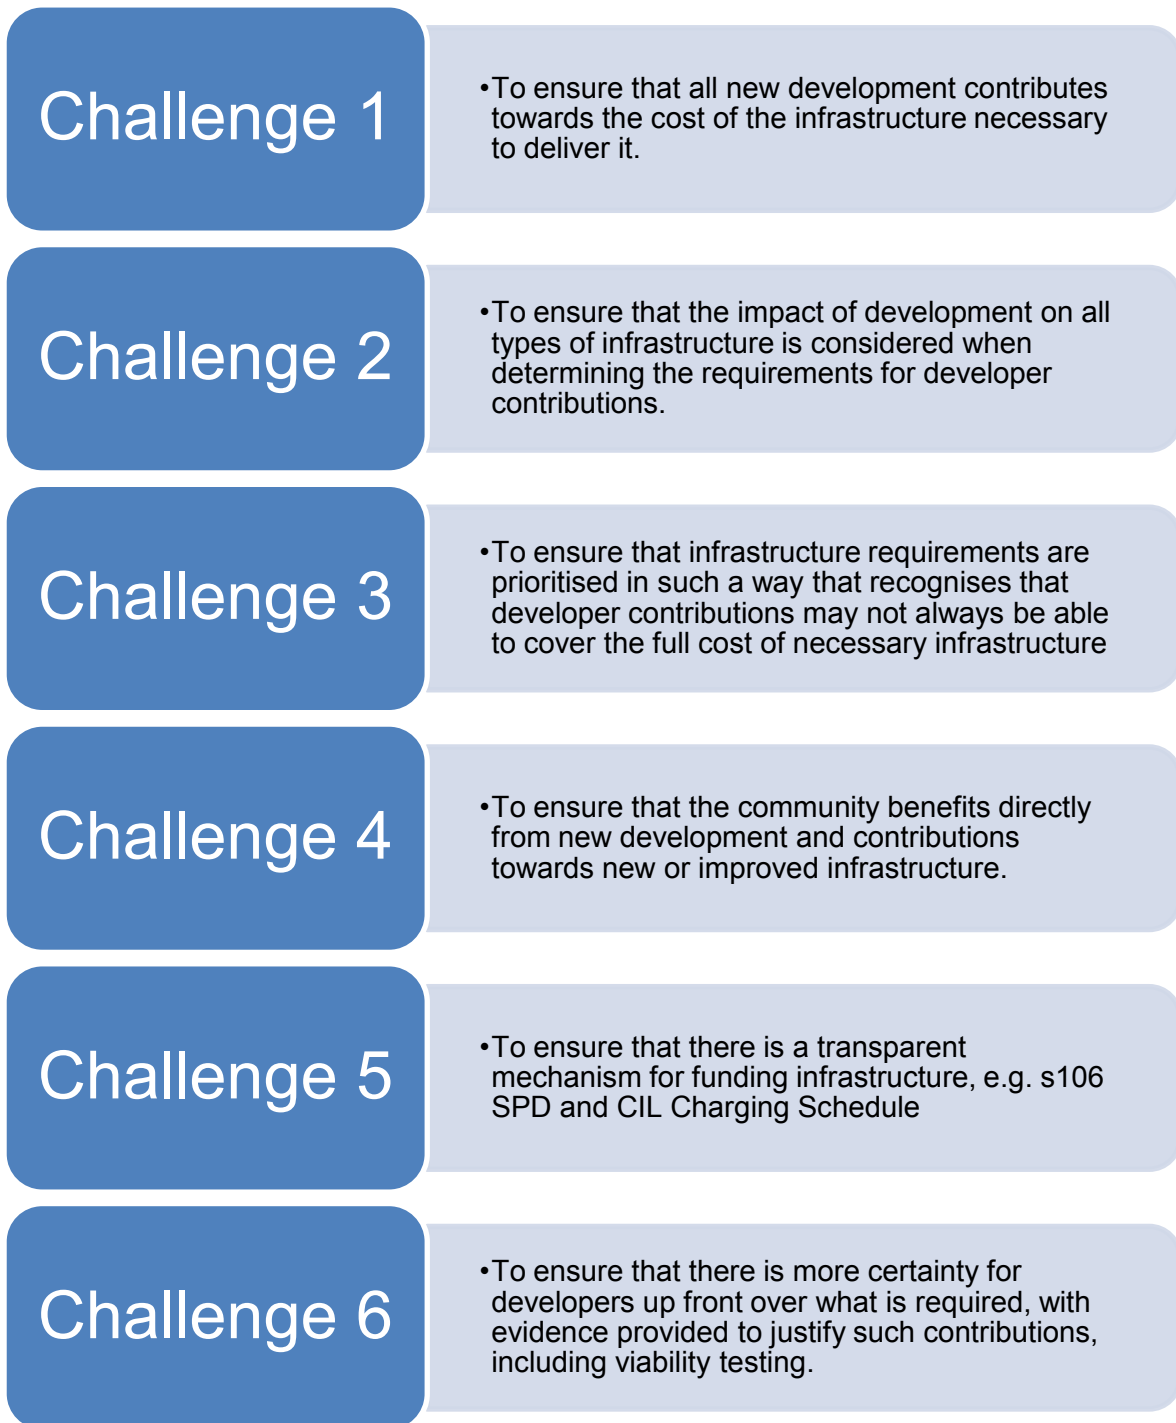 Challenge 1
•To ensure that all new development contributes
towards the cost of the infrastructure necessary
to deliver it.
Challenge 2
•To ensure that the impact of development on all
types of infrastructure is considered when
determining the requirements for developer
contributions.
Challenge 3
•To ensure that infrastructure requirements are
prioritised in such a way that recognises that
developer contributions may not always be able
to cover the full cost of necessary infrastructure
Challenge 4
•To ensure that the community benefits directly
from new development and contributions
towards new or improved infrastructure.
Challenge 5
•To ensure that there is a transparent
mechanism for funding infrastructure, e.g. s106
SPD and CIL Charging Schedule
Challenge 6
•To ensure that there is more certainty for
developers up front over what is required, with
evidence provided to justify such contributions,
including viability testing.